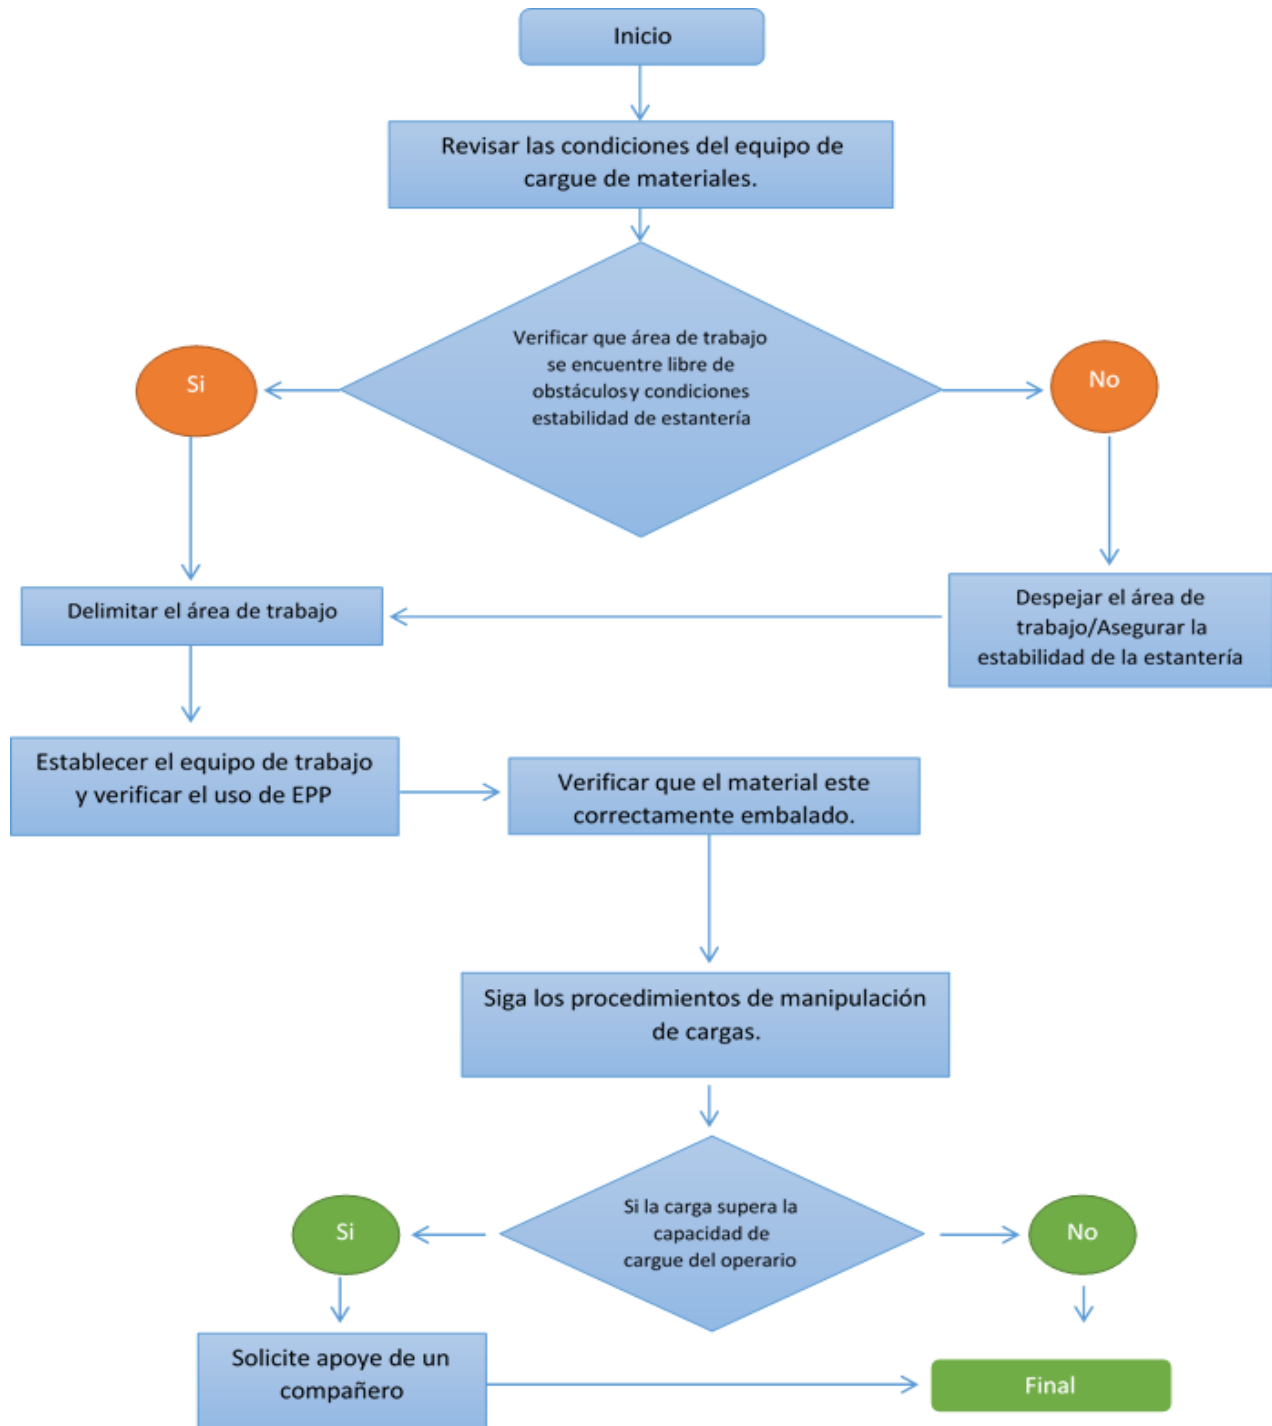 Inicio
Revisar las condiciones del equipo de
cargue de materiales.
Verificar que área de trabajo
se encuentre libre de
obstáculos y condiciones
estabilidad de estantería
Si
No
Delimitar el área de trabajo
Despejar el área de
trabajo/Asegurar la
estabilidad de la estantería
Establecer el equipo de trabajo
y verificar el uso de EPP
Verificar que el material este
correctamente embalado.
Siga los procedimientos de manipulación
de cargas.
Si la carga supera la
capacidad de
cargue del operario
Si
No
Solicite apoye de un
compañero
Final